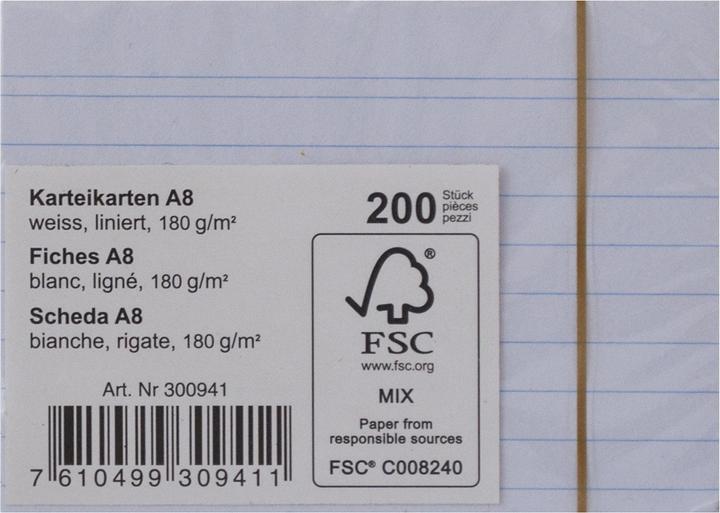 Karteikarten A8
weiss, liniert, 180 g/m²
Fiches A8
blanc, ligné, 180 g/m²
Scheda A8
bianche, rigate, 180 g/m²
Art. Nr 300941
7 610499 309411
200 Stück
pièces
pezzi
®
FSC
www.fsc.org
MIX
Paper from
responsible sources
FSC® C008240